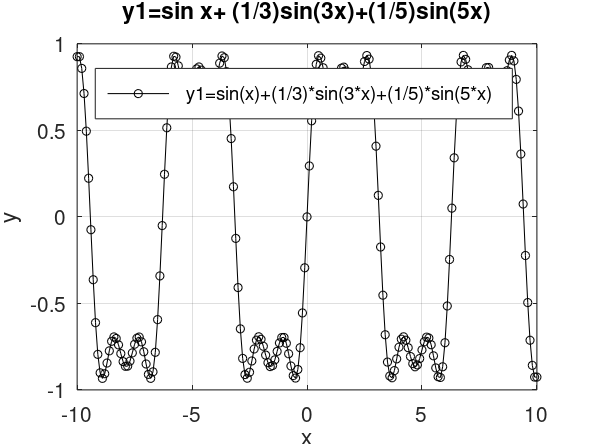 y1=sin x+ (1/3)sin(3x)+(1/5)sin(5x)
1
y1=sin(x)+(1/3)*sin(3*x)+(1/5)*sin(5*x)
0.5
y
0
-0.5
-1
-10 -5 0 5 10
x